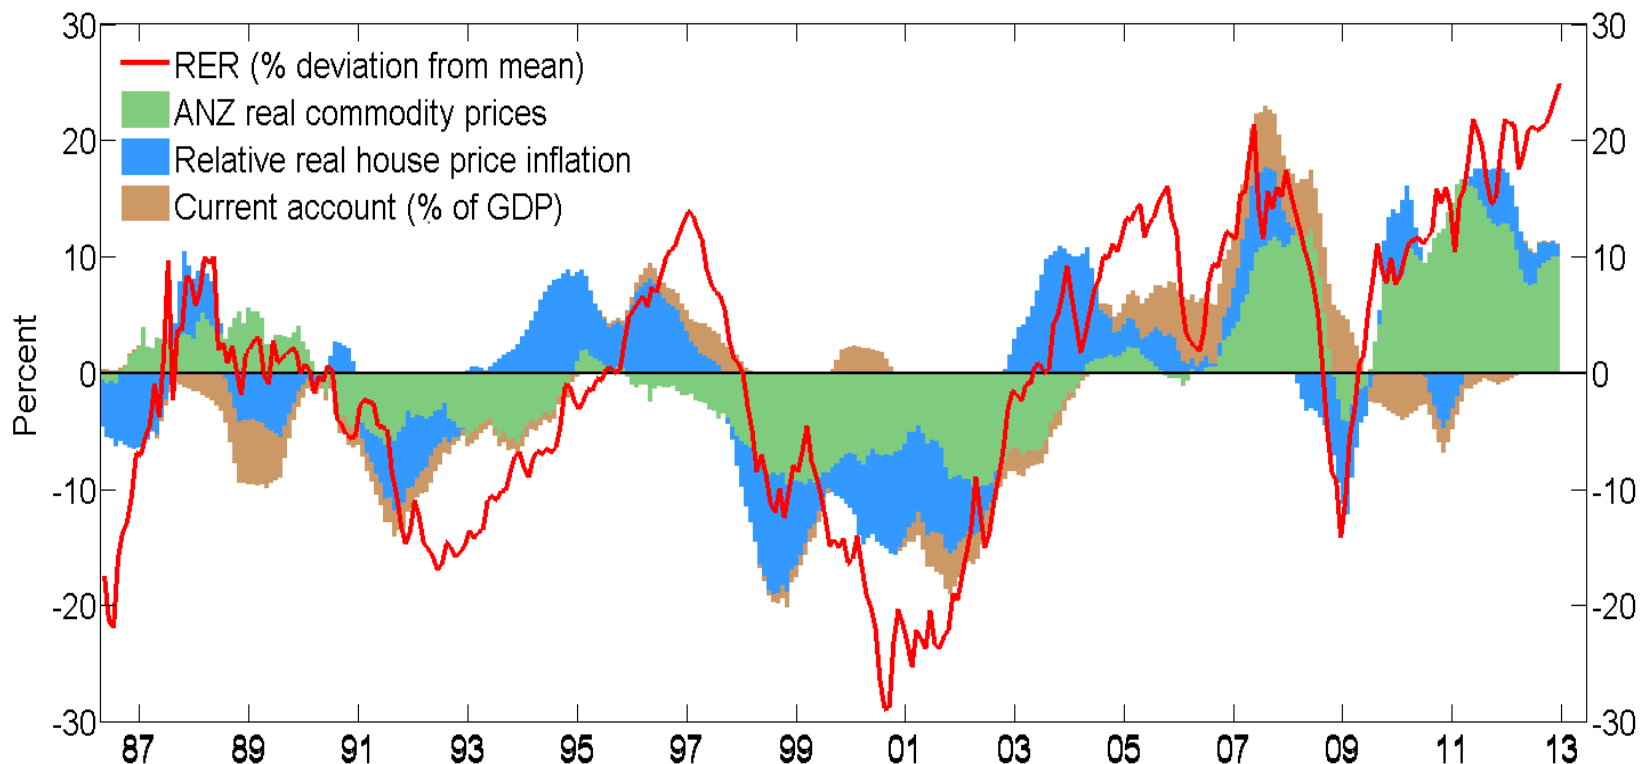 30 30
RER (% deviation from mean)
ANZ real commodity prices
20 20
Relative real house price inflation
Current account (% of GDP)
10 10
0 0
Percent
-10 -10
-20 -20
-30 -30
87 89 91 93 95 97 99 01 03 05 07 09 11 13